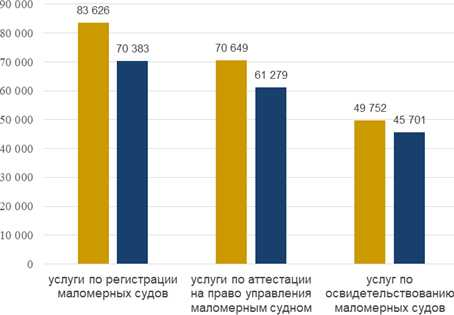 90 000
80 000
70 000
60 000
50 000
40 000
30 000
20 000
10 000
0
83 626
70 383
70 649
61 279
49 752
45 701
услуги по регистрации
маломерных судов
услуги по аттестации
на право управления
маломерным судном
услуг по
освидетельствованию
маломерных судов